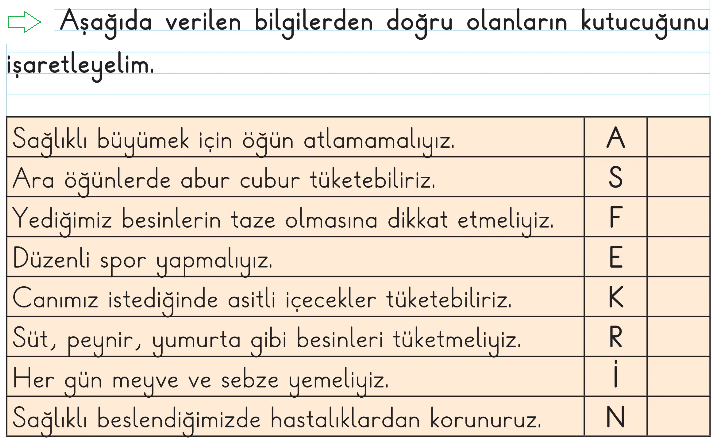 Aşağıda verilen bilgilerden doğru olanların kutucuğunu
işaretleyelim.
Sağlıklı büyümek için öğün atlamamalıyız. A
Ara öğünlerde abur cubur tüketebiliriz. S
Yediğimiz besinlerin taze olmasına dikkat etmeliyiz. F
Düzenli spor yapmalıyız. E
Canımız istediğinde asitli içecekler tüketebiliriz. K
Süt, peynir, yumurta gibi besinleri tüketmeliyiz. R
Her gün meyve ve sebze yemeliyiz. İ
Sağlıklı beslendiğimizde hastalıklardan korunuruz. N